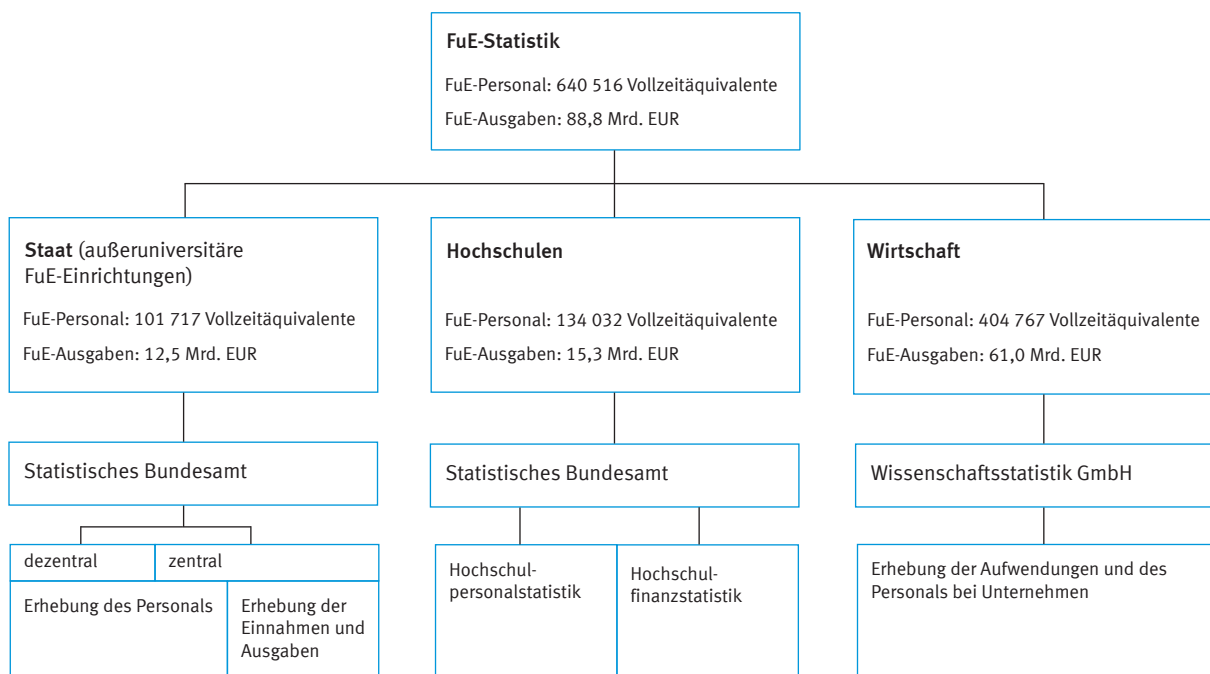 FuE-Statistik
FuE-Personal: 640 516 Vollzeitäquivalente
FuE-Ausgaben: 88,8 Mrd. EUR
Staat (außeruniversitäre
FuE-Einrichtungen)
FuE-Personal: 101 717 Vollzeitäquivalente
FuE-Ausgaben: 12,5 Mrd. EUR
Hochschulen
FuE-Personal: 134 032 Vollzeitäquivalente
FuE-Ausgaben: 15,3 Mrd. EUR
Wirtschaft
FuE-Personal: 404 767 Vollzeitäquivalente
FuE-Ausgaben: 61,0 Mrd. EUR
Statistisches Bundesamt
Statistisches Bundesamt
Wissenschaftsstatistik GmbH
dezentral
zentral
Erhebung des Personals
Erhebung der
Einnahmen und
Ausgaben
Hochschul-
personalstatistik
Hochschul-
finanzstatistik
Erhebung der Aufwendungen und des
Personals bei Unternehmen